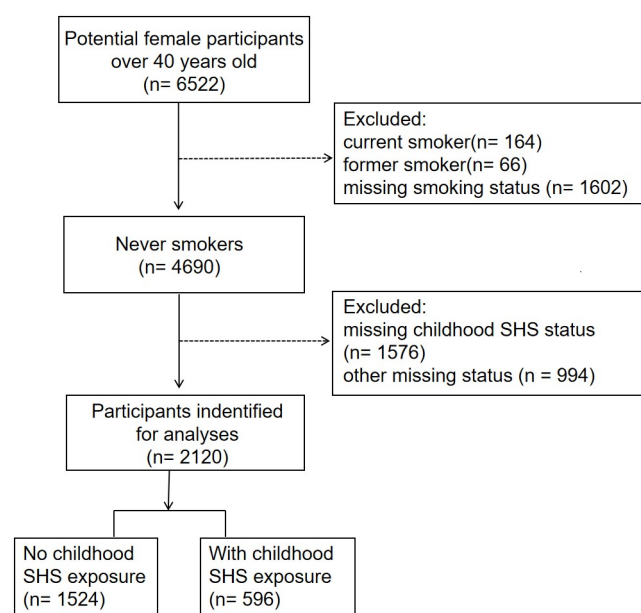 Potential female participants
over 40 years old
(n= 6522)
Excluded:
current smoker(n= 164)
former smoker(n= 66)
missing smoking status (n= 1602)
Never smokers
(n= 4690)
Excluded:
missing childhood SHS status
(n= 1576)
other missing status (n = 994)
Participants indentified
for analyses
(n= 2120)
No childhood
SHS exposure
(n= 1524)
With childhood
SHS exposure
(n= 596)